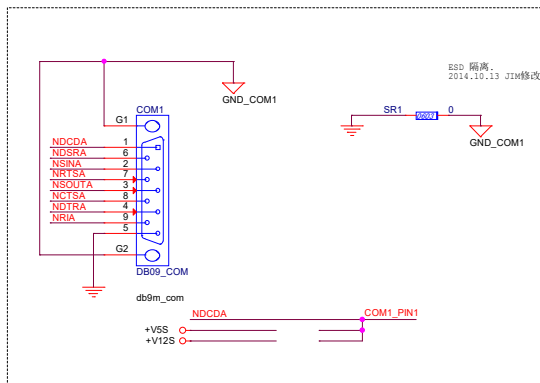 ESD 隔离.
2014.10.13 JIM修改
GND_COM1
COM1
SR1
0
GND_COM1
G1
NDCDA 1
NDSRA 6
NSINA 2
NRTSA 7
NSOUTA 3
NCTSA 8
NDTRA 4
NRIA 9
5
G2
DB09_COM
db9m_com
NDCDA
COM1_PIN1
+V5S
+V12S